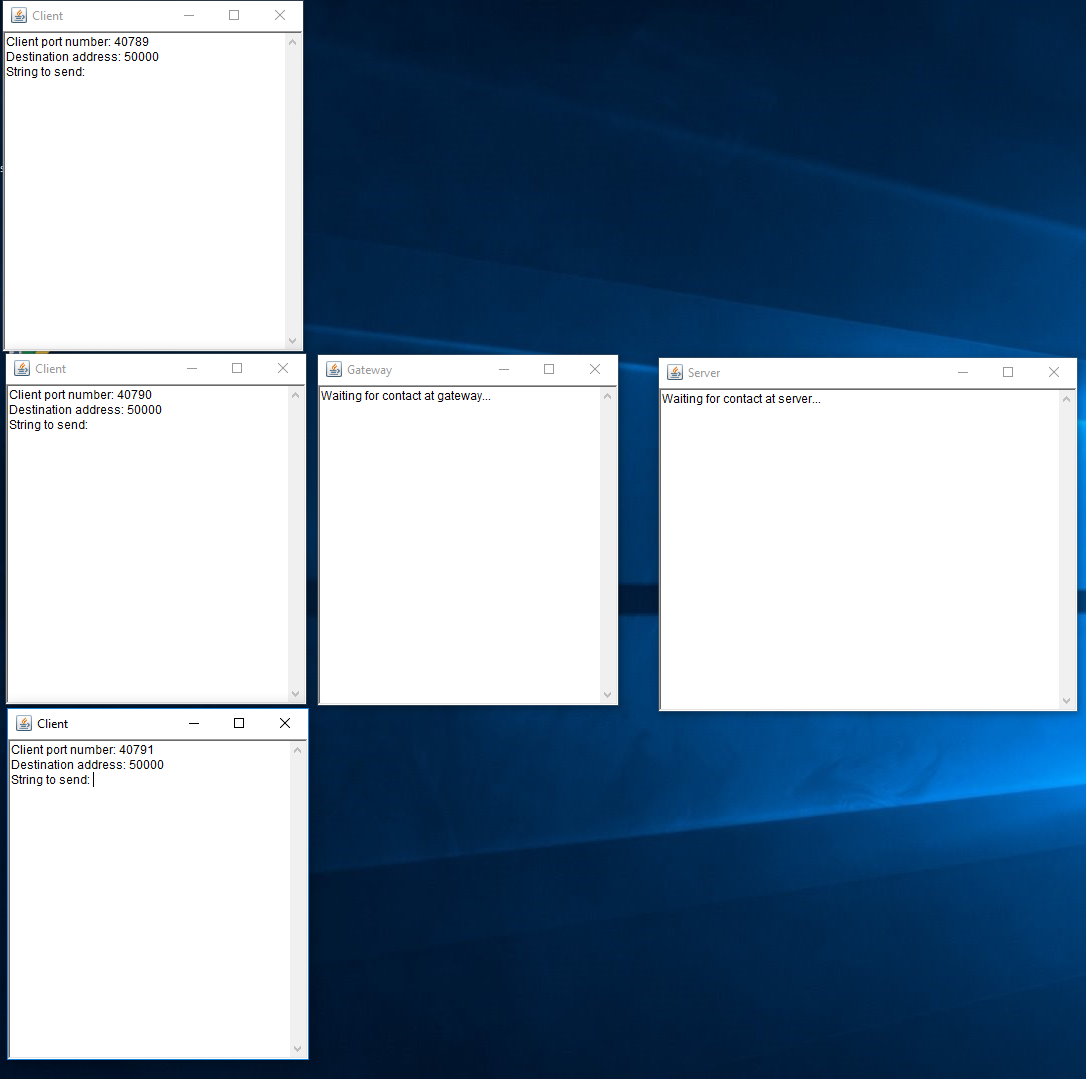 Client
Client port number: 40789
Destination address: 50000
String to send:
Client
Client port number: 40790
Destination address: 50000
String to send:
Gateway
Waiting for contact at gateway...
Server
Waiting for contact at server...
Client
Client port number: 40791
Destination address: 50000
String to send: